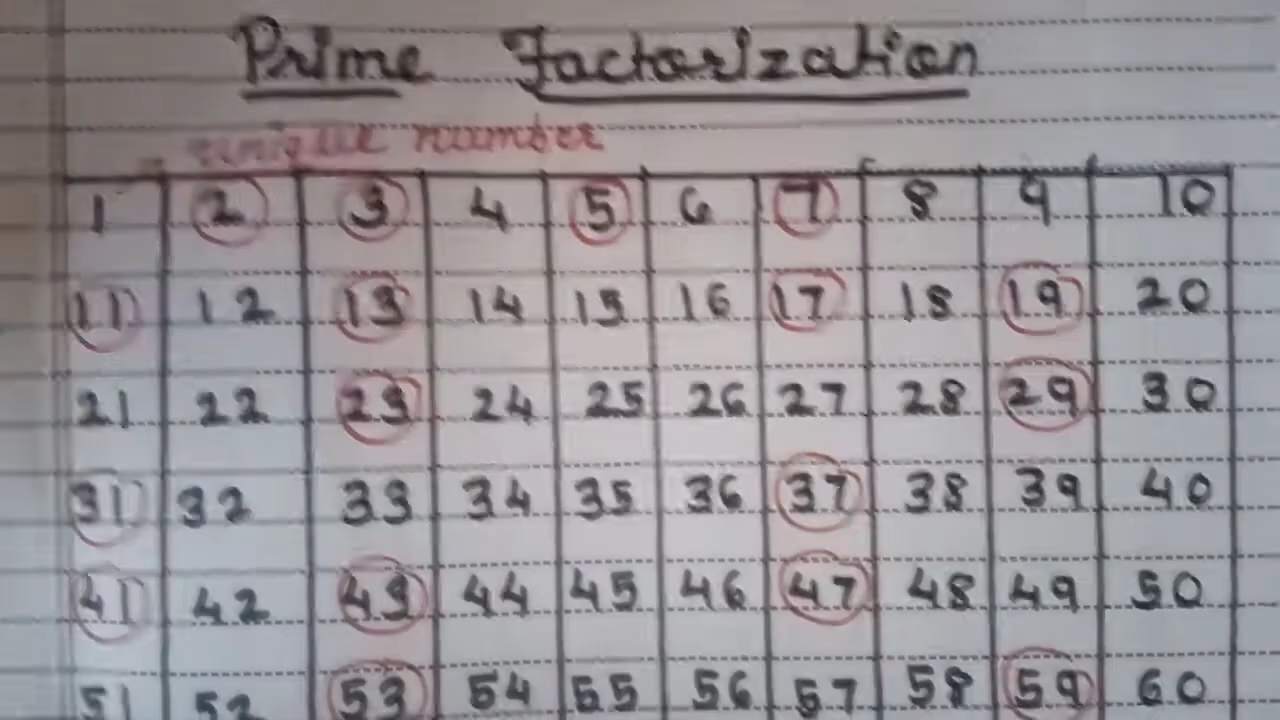 Prime Factorization
unique number
1 2 3 4 5 6 7 8 9 10
11 12 13 14 15 16 17 18 19 20
21 22 23 24 25 26 27 28 29 30
31 32 33 34 35 36 37 38 39 40
41 42 43 44 45 46 47 48 49 50
51 52 53 54 55 56 57 58 59 60